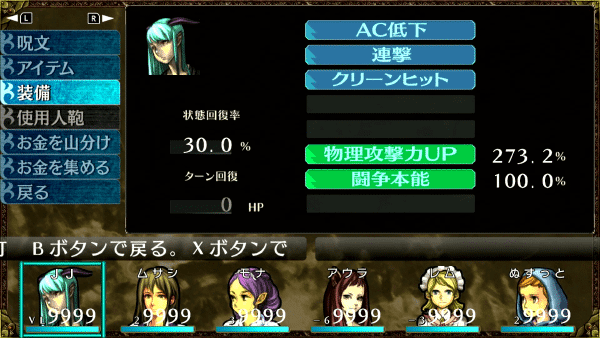 L
R
呪文
アイテム
装備
使用人鞄
お金を山分け
お金を集める
戻る
状態回復率
30.0 %
ターン回復
0 HP
AC低下
連撃
クリーンヒット
物理攻撃力UP 273.2%
闘争本能 100.0%
Bボタンで戻る。Xボタンで
JJ ムサシ モナ アウラ レム ぬすっと
9999 9999 9999 9999 9999 9999